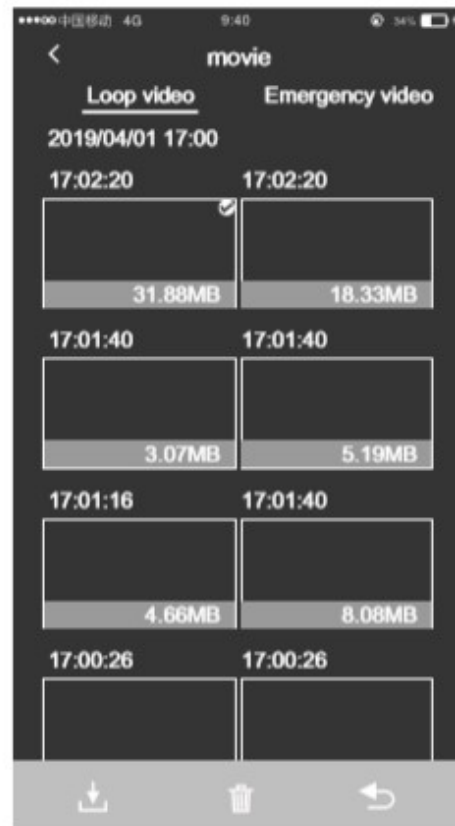 中国移动 4G 9:40 34%
movie
Loop video Emergency video
2019/04/01 17:00
17:02:20 17:02:20
31.88MB 18.33MB
17:01:40 17:01:40
3.07MB 5.19MB
17:01:16 17:01:40
4.66MB 8.08MB
17:00:26 17:00:26